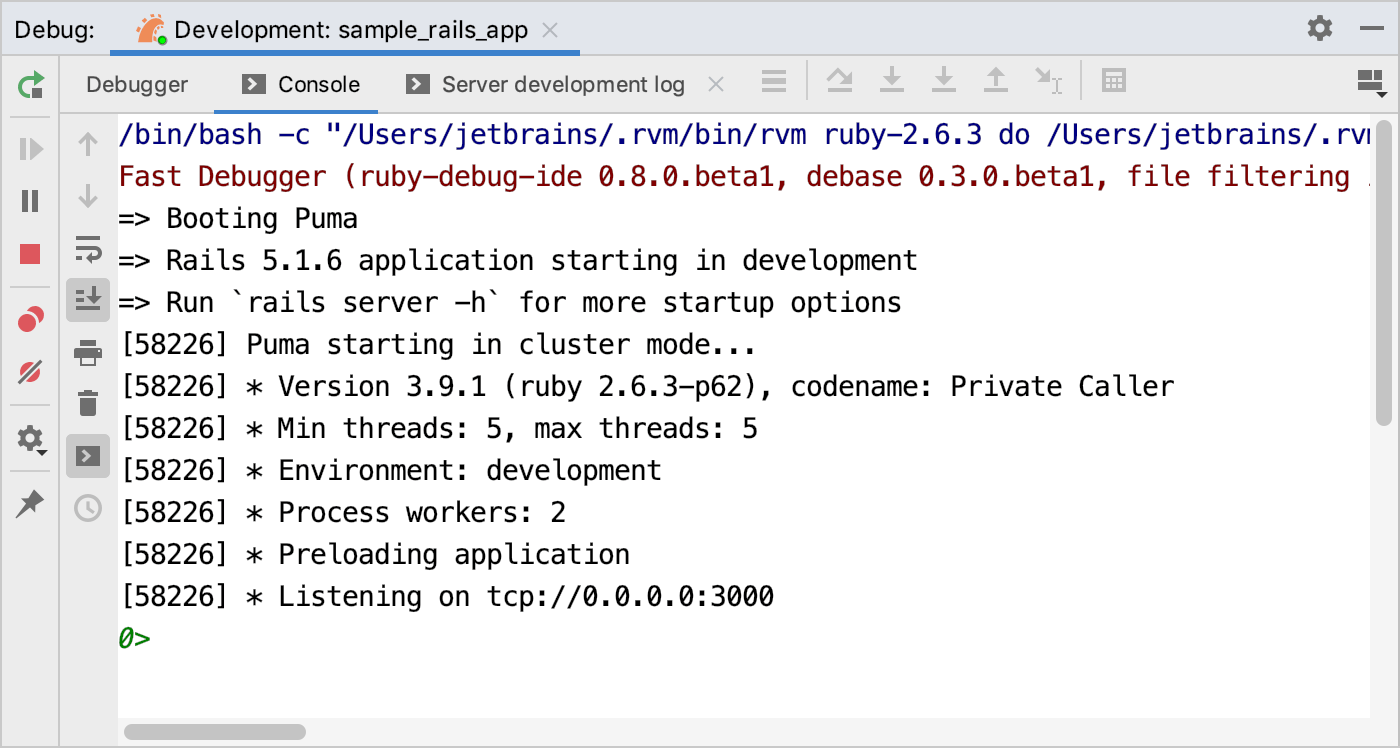 Debug: Development: sample_rails_app
Debugger Console Server development log
/bin/bash -c "/Users/jetbrains/.rvm/bin/rvm ruby-2.6.3 do /Users/jetbrains/.rvm
Fast Debugger (ruby-debug-ide 0.8.0.beta1, debase 0.3.0.beta1, file filtering
=> Booting Puma
=> Rails 5.1.6 application starting in development
=> Run `rails server -h` for more startup options
[58226] Puma starting in cluster mode...
[58226] * Version 3.9.1 (ruby 2.6.3-p62), codename: Private Caller
[58226] * Min threads: 5, max threads: 5
[58226] * Environment: development
[58226] * Process workers: 2
[58226] * Preloading application
[58226] * Listening on tcp://0.0.0.0:3000
0>